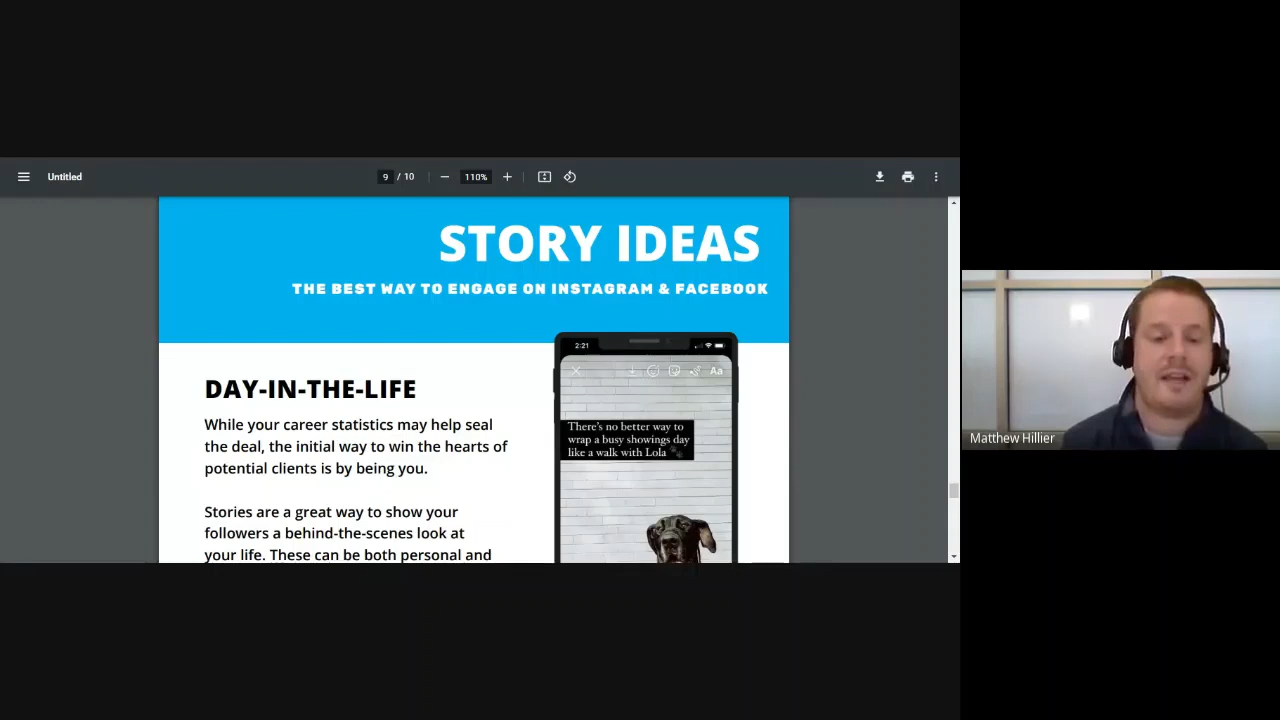 Untitled
9 / 10
110%
STORY IDEAS
THE BEST WAY TO ENGAGE ON INSTAGRAM & FACEBOOK
2:21
Aa
DAY-IN-THE-LIFE
While your career statistics may help seal
the deal, the initial way to win the hearts of
potential clients is by being you.
Stories are a great way to show your
followers a behind-the-scenes look at
your life. These can be both personal and
There's no better way to
wrap a busy showings day
like a walk with Lola 🐾
Matthew Hillier